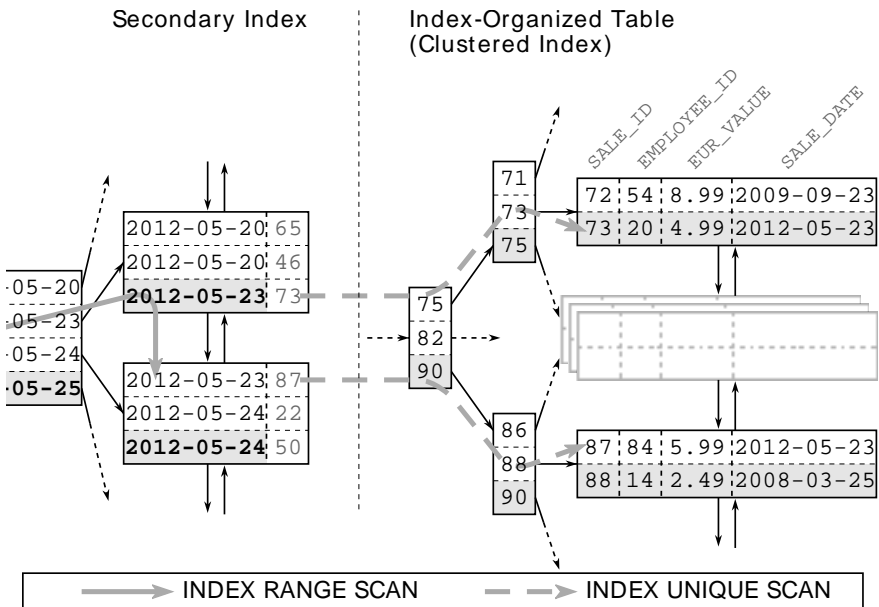 Secondary Index
Index-Organized Table
(Clustered Index)
SALE_ID
EMPLOYEE_ID
EUR_VALUE
SALE_DATE
-05-20
-05-23
-05-24
-05-25
2012-05-20 65
2012-05-20 46
2012-05-23 73
2012-05-23 87
2012-05-24 22
2012-05-24 50
75
82
90
71
73
75
86
88
90
72 54 8.99 2009-09-23
73 20 4.99 2012-05-23
87 84 5.99 2012-05-23
88 14 2.49 2008-03-25
INDEX RANGE SCAN
INDEX UNIQUE SCAN